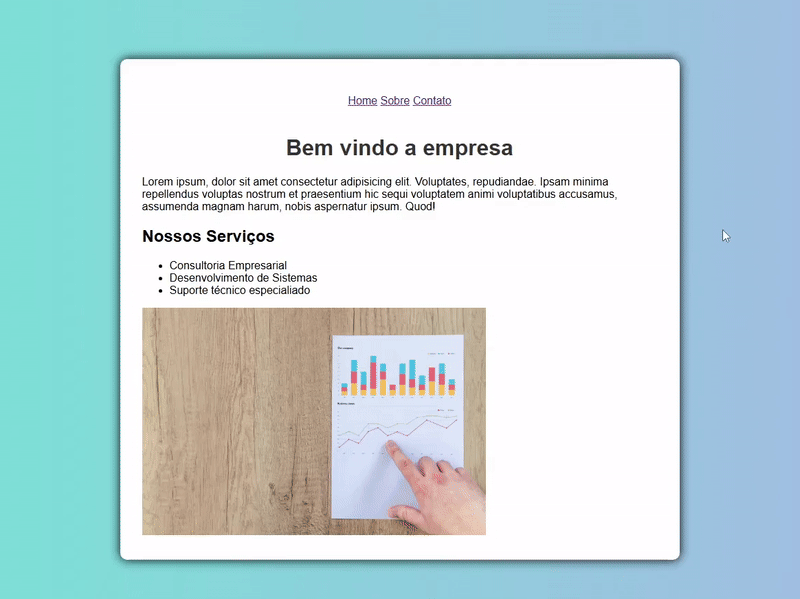 Home Sobre Contato
Bem vindo a empresa
Lorem ipsum, dolor sit amet consectetur adipisicing elit. Voluptates, repudiandae. Ipsam minima
repellendus voluptas nostrum et praesentium hic sequi voluptatem animi voluptatibus accusamus,
assumenda magnam harum, nobis aspernatur ipsum. Quod!
Nossos Serviços
Consultoria Empresarial
Desenvolvimento de Sistemas
Suporte técnico especialiado